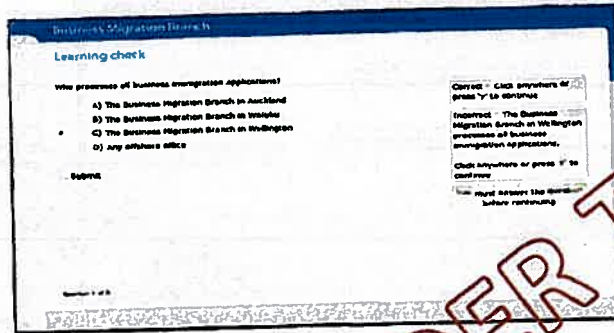 Business Migration Branch
Learning check
Who processes all business immigration applications?
A) The Business Migration Branch in Auckland
B) The Business Migration Branch in
C) The Business Migration Branch in Wellington
D) Any offshore office
Submit
Correct - Click anywhere or
press 'y' to continue
Incorrect - The Business
Migration Branch in Wellington
processes all business
immigration applications.
Click anywhere or press 'y' to
continue
You must answer the question
before continuing
DER T